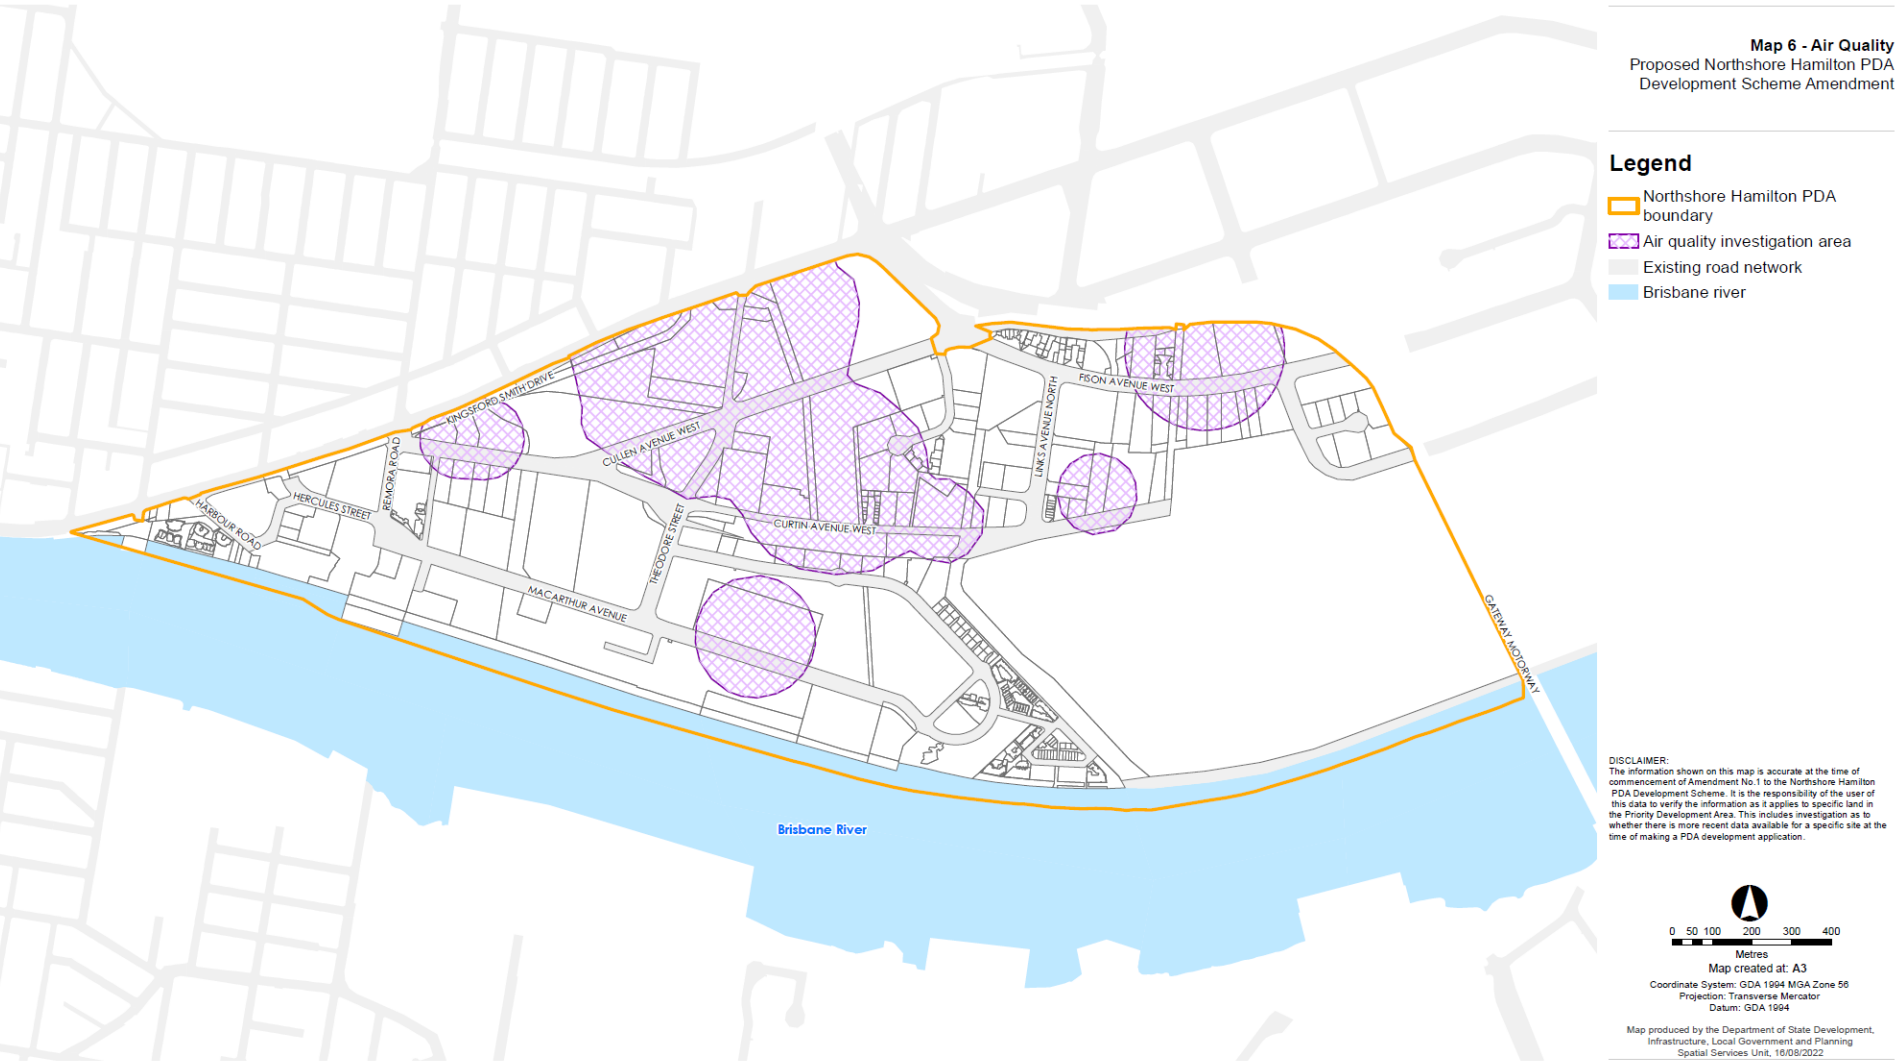 Map 6 - Air Quality
Proposed Northshore Hamilton PDA
Development Scheme Amendment
Legend
Northshore Hamilton PDA
boundary
Air quality investigation area
Existing road network
Brisbane river
KINGSFORD SMITH DRIVE
CULLEN AVENUE WEST
REMORA ROAD
HERCULES STREET
HARBOUR ROAD
THEODORE STREET
CURTIN AVENUE WEST
MACARTHUR AVENUE
LINKS AVENUE NORTH
FISON AVENUE WEST
GATEWAY MOTORWAY
Brisbane River
DISCLAIMER:
The information shown on this map is accurate at the time of
commencement of Amendment No.1 to the Northshore Hamilton
PDA Development Scheme. It is the responsibility of the user of
this data to verify the information as it applies to specific land in
the Priority Development Area. This includes investigation as to
whether there is more recent data available for a specific site at the
time of making a PDA development application.
0 50 100 200 300 400
Metres
Map created at: A3
Coordinate System: GDA 1994 MGA Zone 56
Projection: Transverse Mercator
Datum: GDA 1994
Map produced by the Department of State Development,
Infrastructure, Local Government and Planning
Spatial Services Unit, 16/08/2022